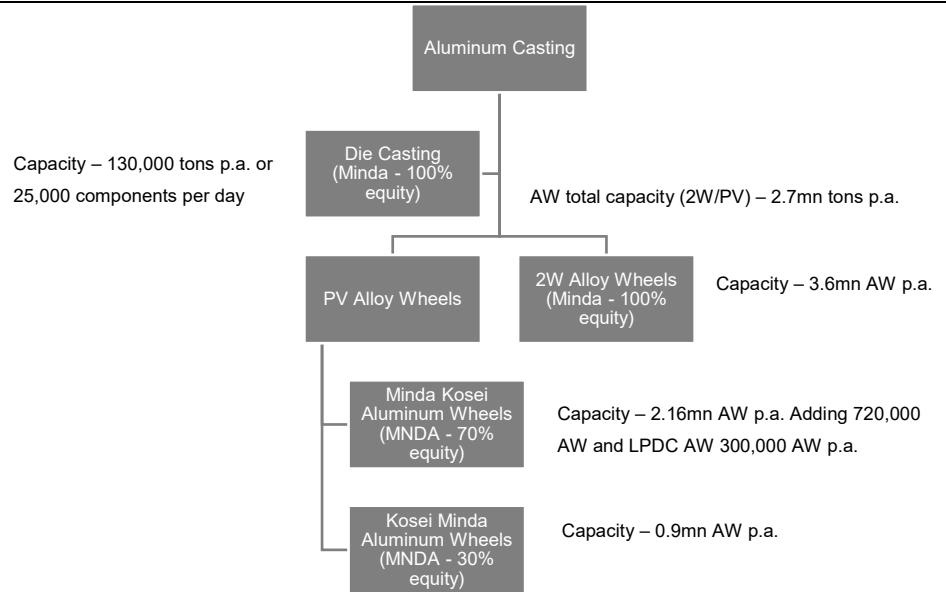 Aluminum Casting
Capacity – 130,000 tons p.a. or
25,000 components per day
Die Casting
(Minda - 100%
equity)
AW total capacity (2W/PV) – 2.7mn tons p.a.
PV Alloy Wheels
2W Alloy Wheels
(Minda - 100%
equity)
Capacity – 3.6mn AW p.a.
Minda Kosei
Aluminum Wheels
(MNDA - 70%
equity)
Capacity – 2.16mn AW p.a. Adding 720,000
AW and LPDC AW 300,000 AW p.a.
Kosei Minda
Aluminum Wheels
(MNDA - 30%
equity)
Capacity – 0.9mn AW p.a.